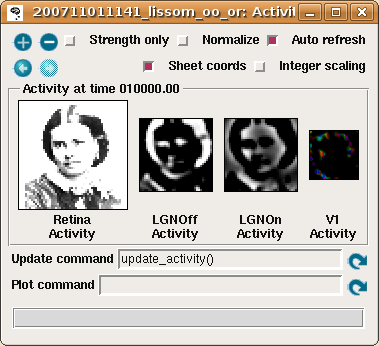 200711011141_lissom_oo_or: Activit
Strength only Normalize Auto refresh
Sheet coords Integer scaling
Activity at time 010000.00
Retina Activity
LGNOff Activity
LGNOn Activity
V1 Activity
Update command update_activity()
Plot command